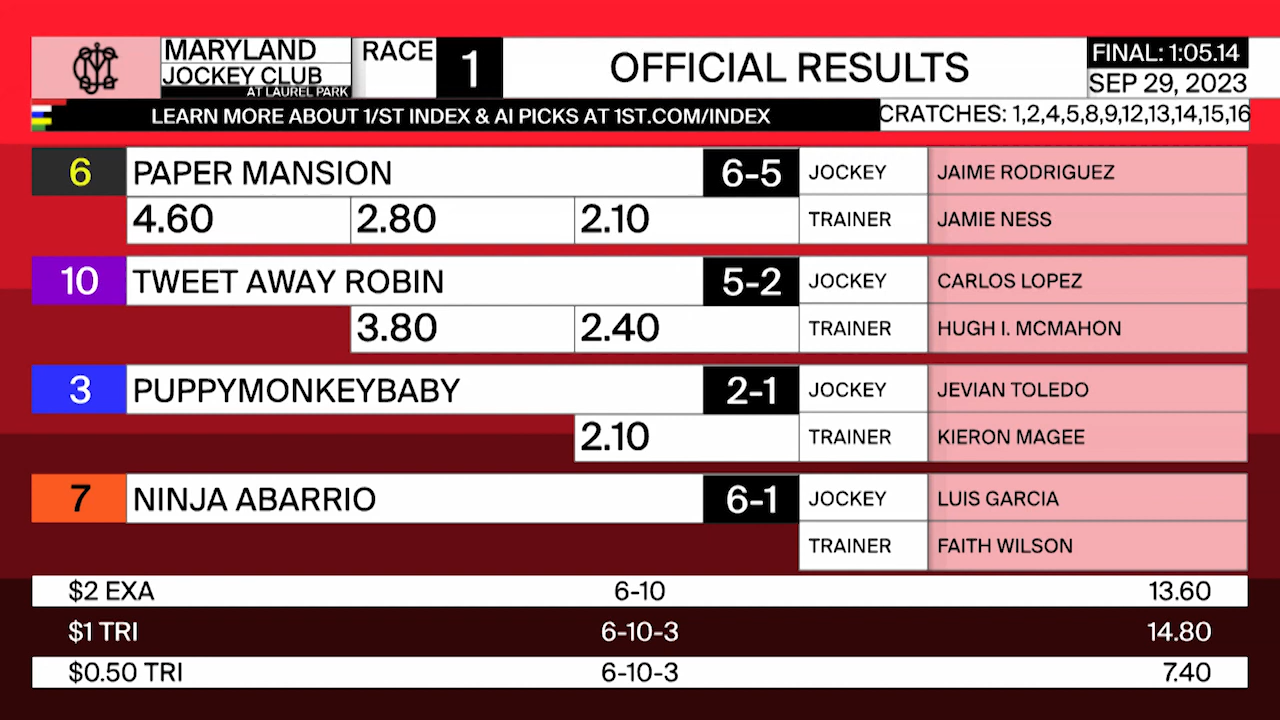 MARYLAND
JOCKEY CLUB
AT LAUREL PARK
RACE 1
OFFICIAL RESULTS
FINAL: 1:05.14
SEP 29, 2023
LEARN MORE ABOUT 1/ST INDEX & AI PICKS AT 1ST.COM/INDEX
CRATCHES: 1,2,4,5,8,9,12,13,14,15,16
6 PAPER MANSION 6-5 JOCKEY JAIME RODRIGUEZ
4.60 2.80 2.10 TRAINER JAMIE NESS
10 TWEET AWAY ROBIN 5-2 JOCKEY CARLOS LOPEZ
3.80 2.40 TRAINER HUGH I. MCMAHON
3 PUPPYMONKEYBABY 2-1 JOCKEY JEVIAN TOLEDO
2.10 TRAINER KIERON MAGEE
7 NINJA ABARRIO 6-1 JOCKEY LUIS GARCIA
TRAINER FAITH WILSON
$2 EXA 6-10 13.60
$1 TRI 6-10-3 14.80
$0.50 TRI 6-10-3 7.40